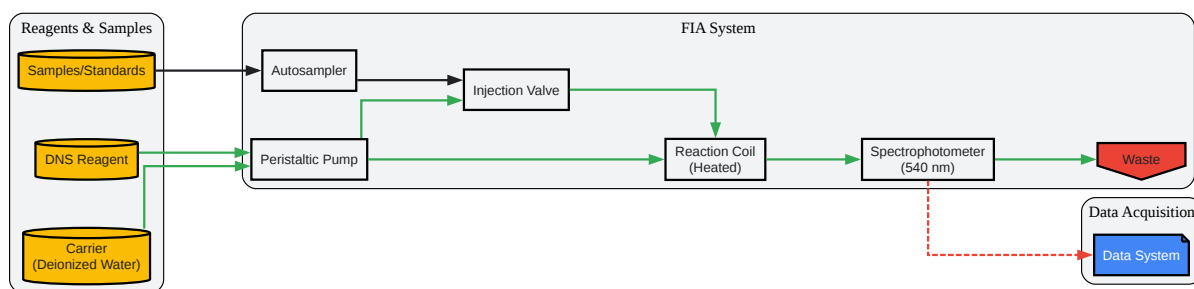 Reagents & Samples
Samples/Standards
DNS Reagent
Carrier
(Deionized Water)
FIA System
Autosampler
Injection Valve
Peristaltic Pump
Reaction Coil
(Heated)
Spectrophotometer
(540 nm)
Waste
Data Acquisition
Data System